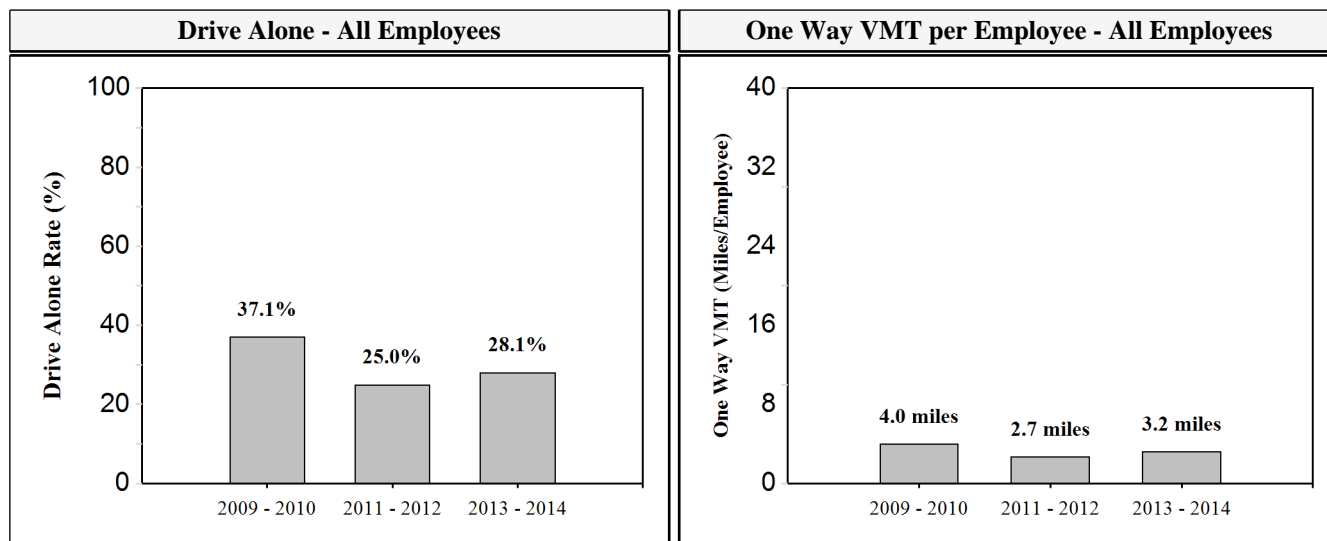 Drive Alone - All Employees
Drive Alone Rate (%)
100
80
60
40
20
0
37.1%
25.0%
28.1%
2009 - 2010
2011 - 2012
2013 - 2014
One Way VMT per Employee - All Employees
One Way VMT (Miles/Employee)
40
32
24
16
8
0
4.0 miles
2.7 miles
3.2 miles
2009 - 2010
2011 - 2012
2013 - 2014